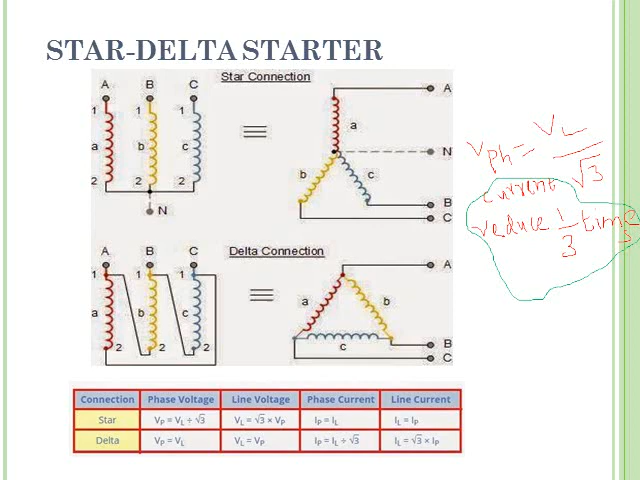 STAR-DELTA STARTER
Star Connection
A B C
1 1 1
a b c
2 2 2
N
A
a
N
b c
B
C
Vph = VL / √3
Current
reduce 1/3 times
Delta Connection
A B C
1 1 1
a b c
2 2 2
A
a b
c
B
C
Connection Phase Voltage Line Voltage Phase Current Line Current
Star VP = VL ÷ √3 VL = √3 × VP IP = IL IL = IP
Delta VP = VL VL = VP IP = IL ÷ √3 IL = √3 × IP